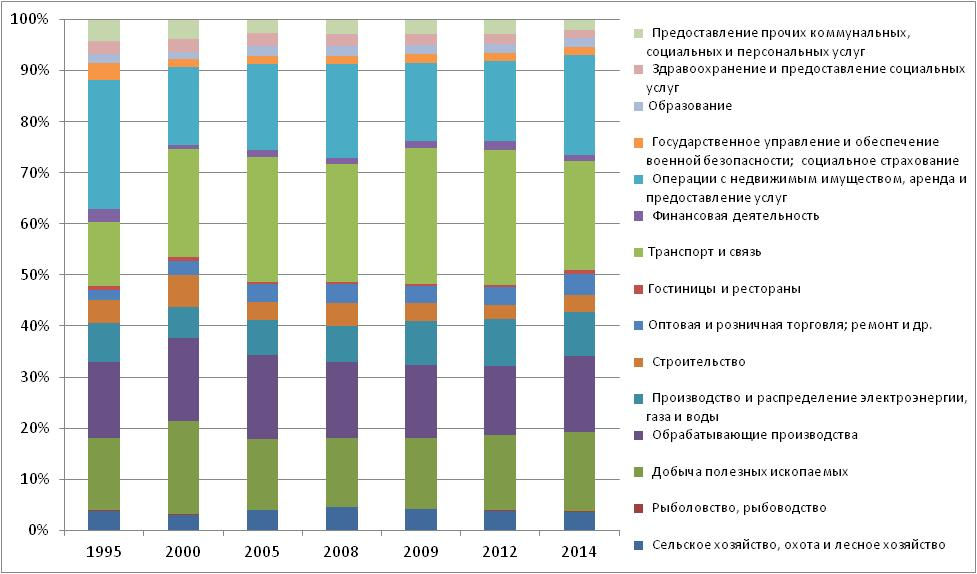 100%
90%
80%
70%
60%
50%
40%
30%
20%
10%
0%
1995 2000 2005 2008 2009 2012 2014
Предоставление прочих коммунальных,
социальных и персональных услуг
Здравоохранение и предоставление социальных
услуг
Образование
Государственное управление и обеспечение
военной безопасности; социальное страхование
Операции с недвижимым имуществом, аренда и
предоставление услуг
Финансовая деятельность
Транспорт и связь
Гостиницы и рестораны
Оптовая и розничная торговля; ремонт и др.
Строительство
Производство и распределение электроэнергии,
газа и воды
Обрабатывающие производства
Добыча полезных ископаемых
Рыболовство, рыбоводство
Сельское хозяйство, охота и лесное хозяйство